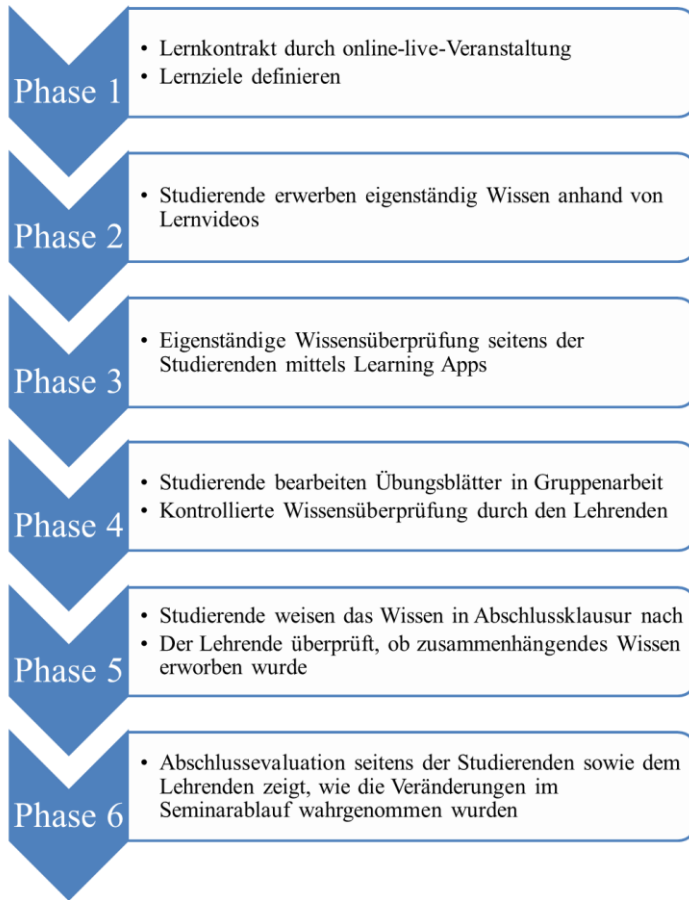 Phase 1
• Lernkontrakt durch online-live-Veranstaltung
• Lernziele definieren
Phase 2
• Studierende erwerben eigenständig Wissen anhand von
Lernvideos
Phase 3
• Eigenständige Wissensüberprüfung seitens der
Studierenden mittels Learning Apps
Phase 4
• Studierende bearbeiten Übungsblätter in Gruppenarbeit
• Kontrollierte Wissensüberprüfung durch den Lehrenden
Phase 5
• Studierende weisen das Wissen in Abschlussklausur nach
• Der Lehrende überprüft, ob zusammenhängendes Wissen
erworben wurde
Phase 6
• Abschlussevaluation seitens der Studierenden sowie dem
Lehrenden zeigt, wie die Veränderungen im
Seminarablauf wahrgenommen wurden